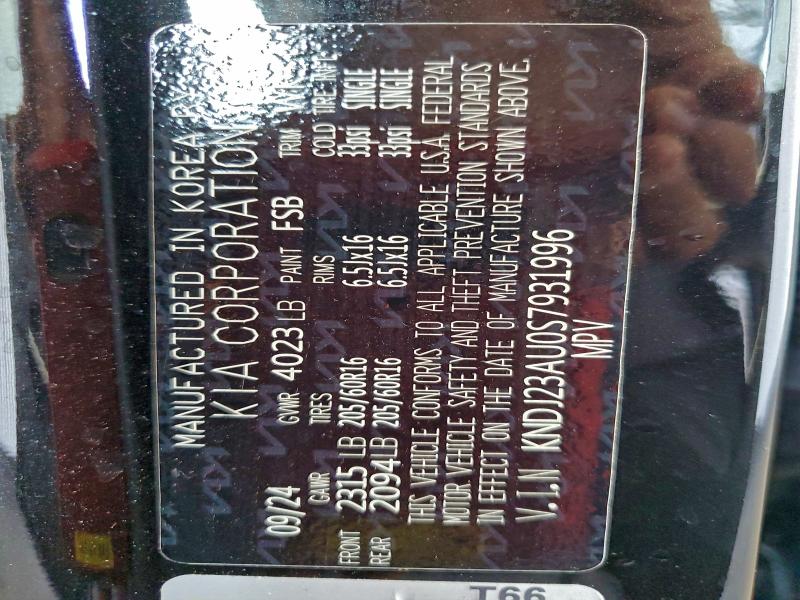 MANUFACTURED IN KOREA BY
KIA CORPORATION
09/24 GVWR 4023 LB PAINT FSB TRIM
GAWR TIRES RIMS COLD TIRE INFL
FRONT 2315 LB 205/60R16 6.5Jx16 33psi SINGLE
REAR 2094 LB 205/60R16 6.5Jx16 33psi SINGLE
THIS VEHICLE CONFORMS TO ALL APPLICABLE U.S.A. FEDERAL
MOTOR VEHICLE SAFETY AND THEFT PREVENTION STANDARDS
IN EFFECT ON THE DATE OF MANUFACTURE SHOWN ABOVE.
V.I.N KNDJ23AU0S7931996
MPV
T66